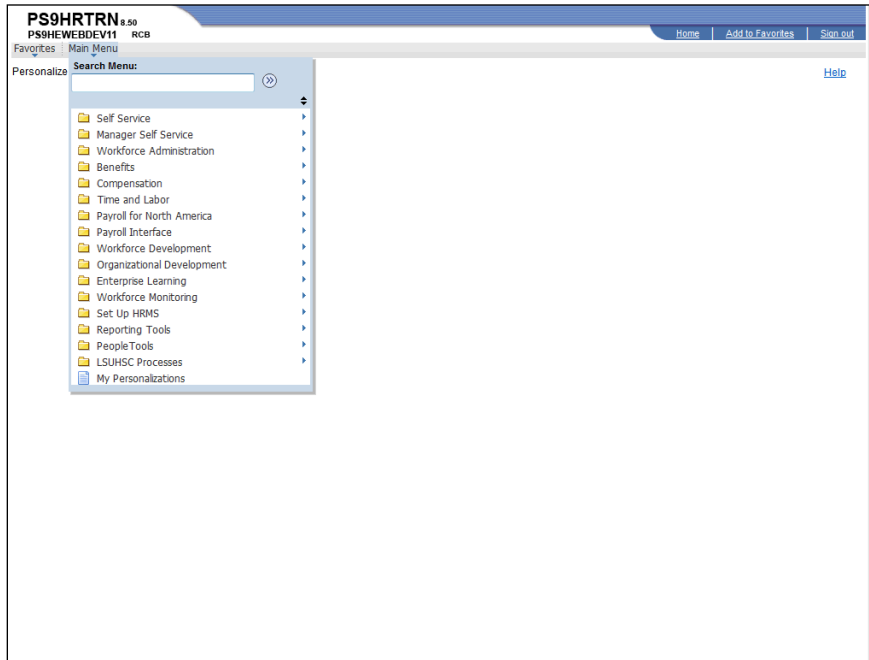 PS9HRTRN 8.50
PS9HEWEBDEV11 RCB
Home Add to Favorites Sign out
Favorites Main Menu
Personalize Search Menu: Help
Self Service
Manager Self Service
Workforce Administration
Benefits
Compensation
Time and Labor
Payroll for North America
Payroll Interface
Workforce Development
Organizational Development
Enterprise Learning
Workforce Monitoring
Set Up HRMS
Reporting Tools
PeopleTools
LSUHSC Processes
My Personalizations